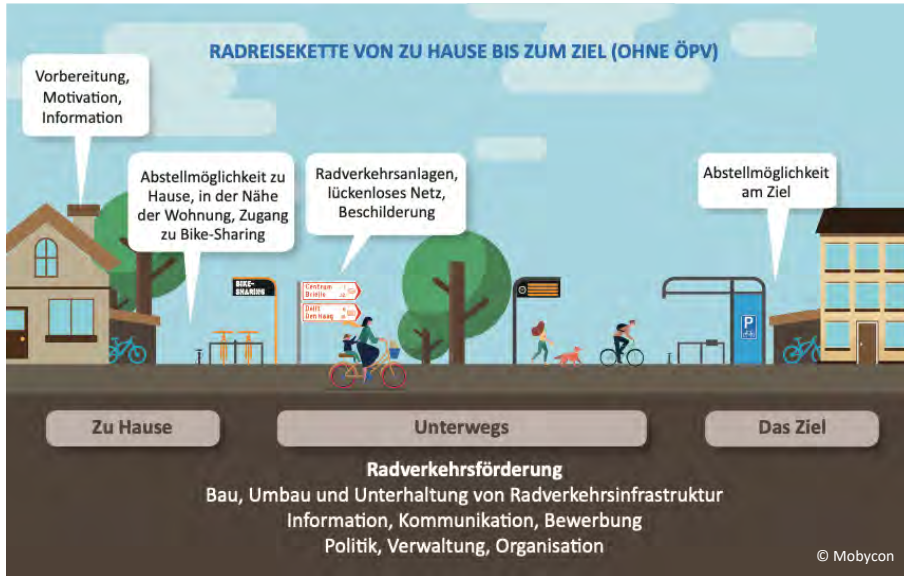 RADREISEKETTE VON ZU HAUSE BIS ZUM ZIEL (OHNE ÖPV)
Vorbereitung,
Motivation,
Information
Abstellmöglichkeit zu
Hause, in der Nähe
der Wohnung, Zugang
zu Bike-Sharing
Radverkehrsanlagen,
lückenloses Netz,
Beschilderung
Abstellmöglichkeit
am Ziel
BIKE-
SHARING
Centrum
Delft
Den Haag
P
Zu Hause
Unterwegs
Das Ziel
Radverkehrsförderung
Bau, Umbau und Unterhaltung von Radverkehrsinfrastruktur
Information, Kommunikation, Bewerbung
Politik, Verwaltung, Organisation
© Mobycon